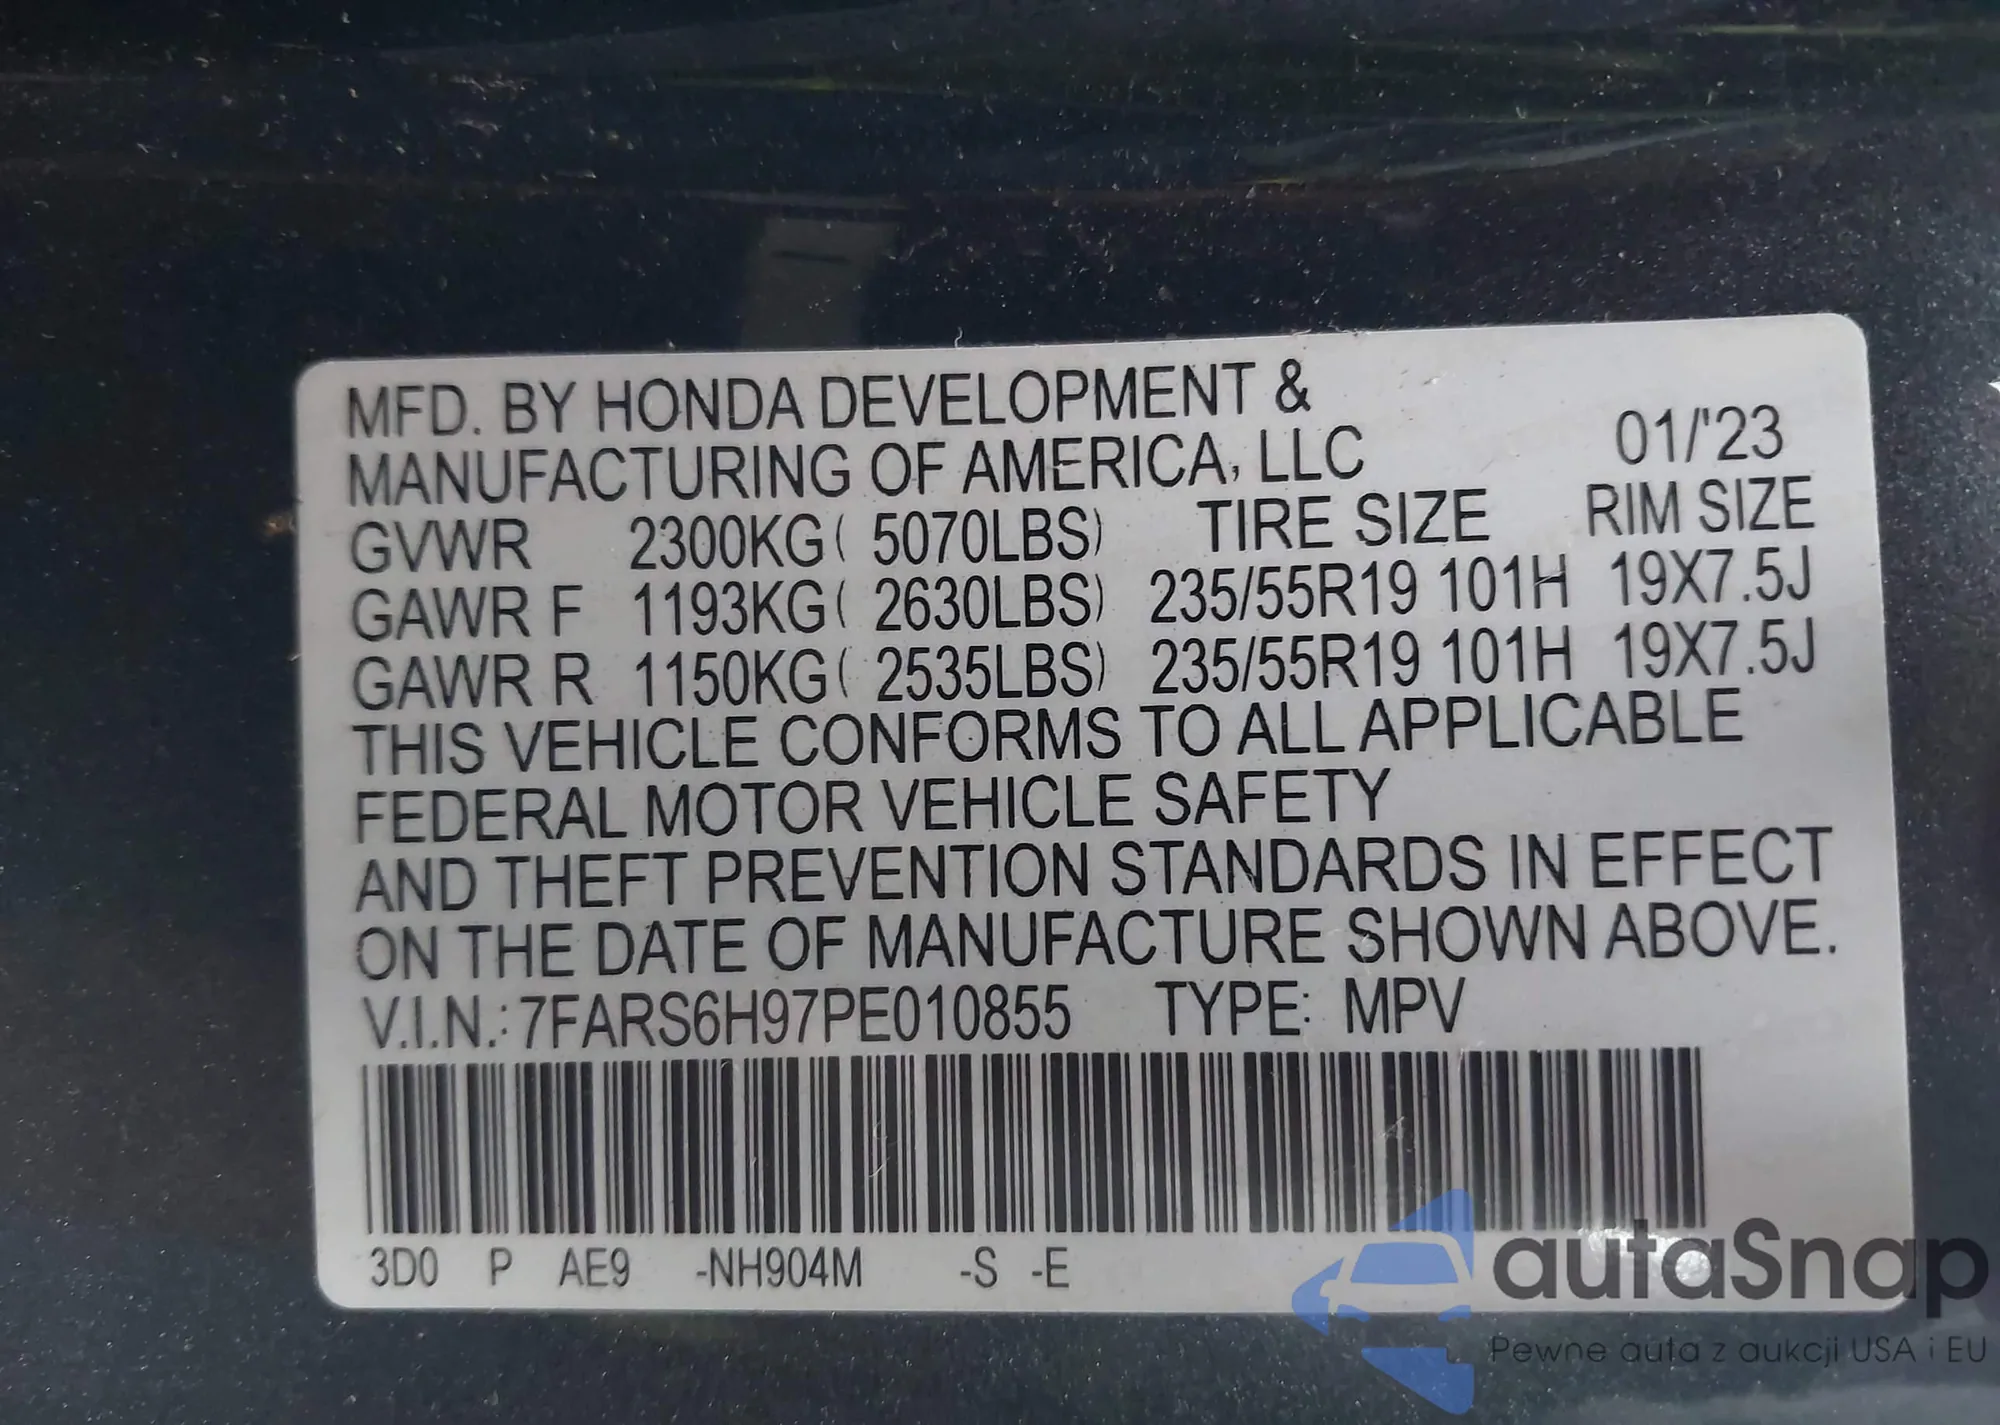 MFD. BY HONDA DEVELOPMENT &
MANUFACTURING OF AMERICA, LLC 01/'23
GVWR 2300KG( 5070LBS) TIRE SIZE RIM SIZE
GAWR F 1193KG( 2630LBS) 235/55R19 101H 19X7.5J
GAWR R 1150KG( 2535LBS) 235/55R19 101H 19X7.5J
THIS VEHICLE CONFORMS TO ALL APPLICABLE
FEDERAL MOTOR VEHICLE SAFETY
AND THEFT PREVENTION STANDARDS IN EFFECT
ON THE DATE OF MANUFACTURE SHOWN ABOVE.
V.I.N.:7FARS6H97PE010855 TYPE: MPV
3D0 P AE9 -NH904M -S -E
autaSnap
Pewne auta z aukcji USA i EU